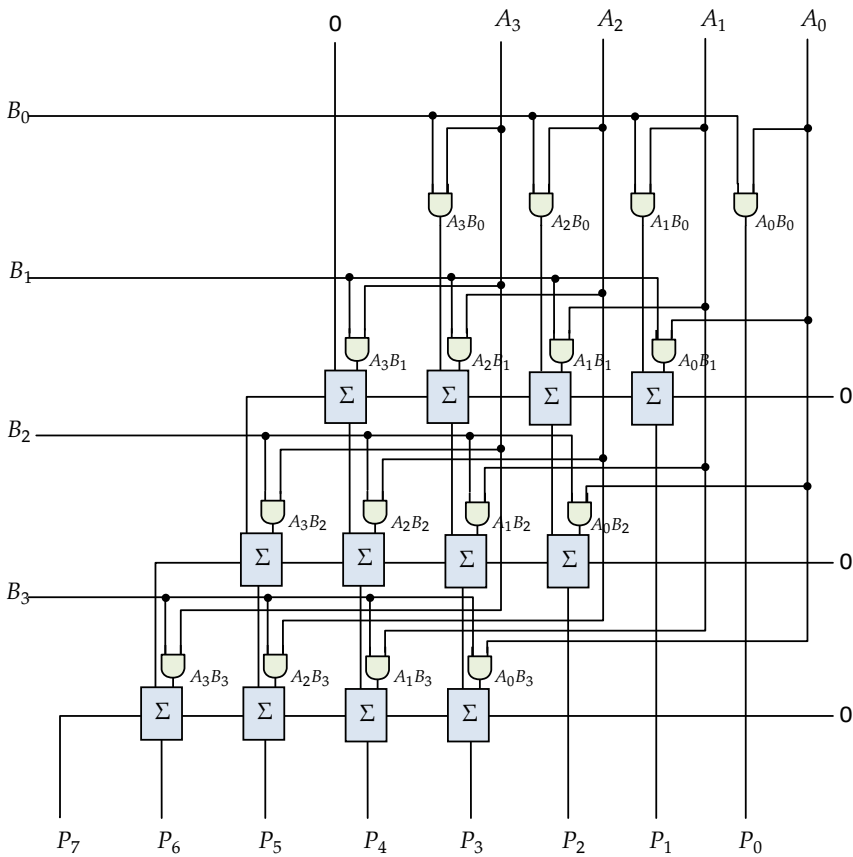 0 A₃ A₂ A₁ A₀
B₀
A₃B₀ A₂B₀ A₁B₀ A₀B₀
B₁
A₃B₁ A₂B₁ A₁B₁ A₀B₁
Σ Σ Σ Σ 0
B₂
A₃B₂ A₂B₂ A₁B₂ A₀B₂
Σ Σ Σ Σ 0
B₃
A₃B₃ A₂B₃ A₁B₃ A₀B₃
Σ Σ Σ Σ 0
P₇ P₆ P₅ P₄ P₃ P₂ P₁ P₀